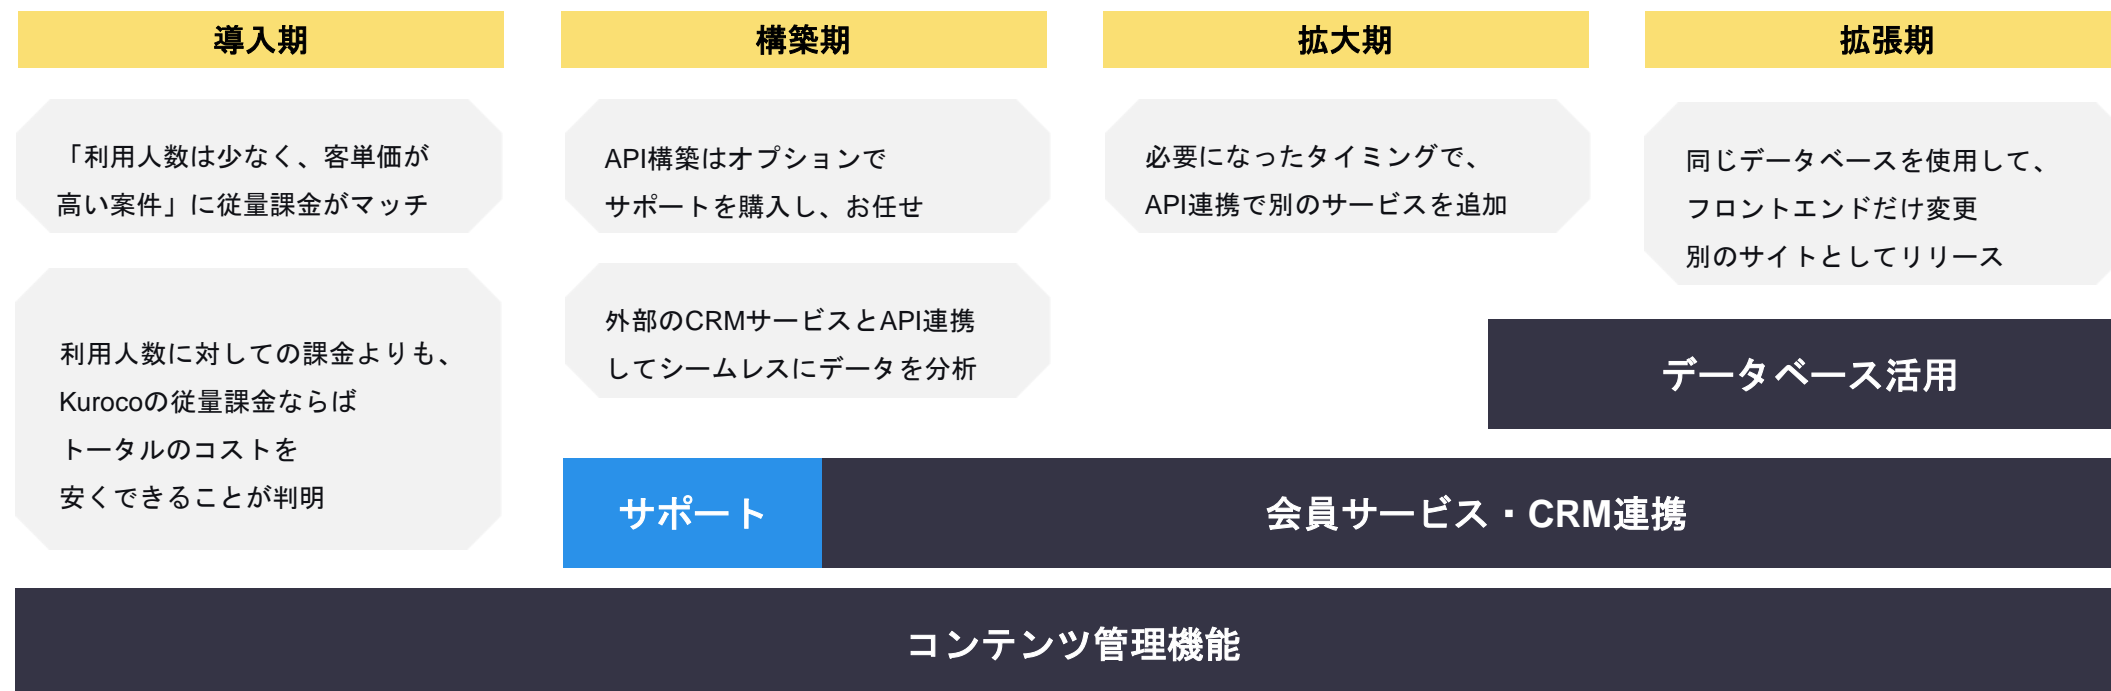 導入期
「利用人数は少なく、客単価が
高い案件」に従量課金がマッチ
利用人数に対しての課金よりも、
Kurocoの従量課金ならば
トータルのコストを
安くできることが判明
構築期
API構築はオプションで
サポートを購入し、お任せ
外部のCRMサービスとAPI連携
してシームレスにデータを分析
拡大期
必要になったタイミングで、
API連携で別のサービスを追加
拡張期
同じデータベースを使用して、
フロントエンドだけ変更
別のサイトとしてリリース
データベース活用
サポート
会員サービス・CRM連携
コンテンツ管理機能